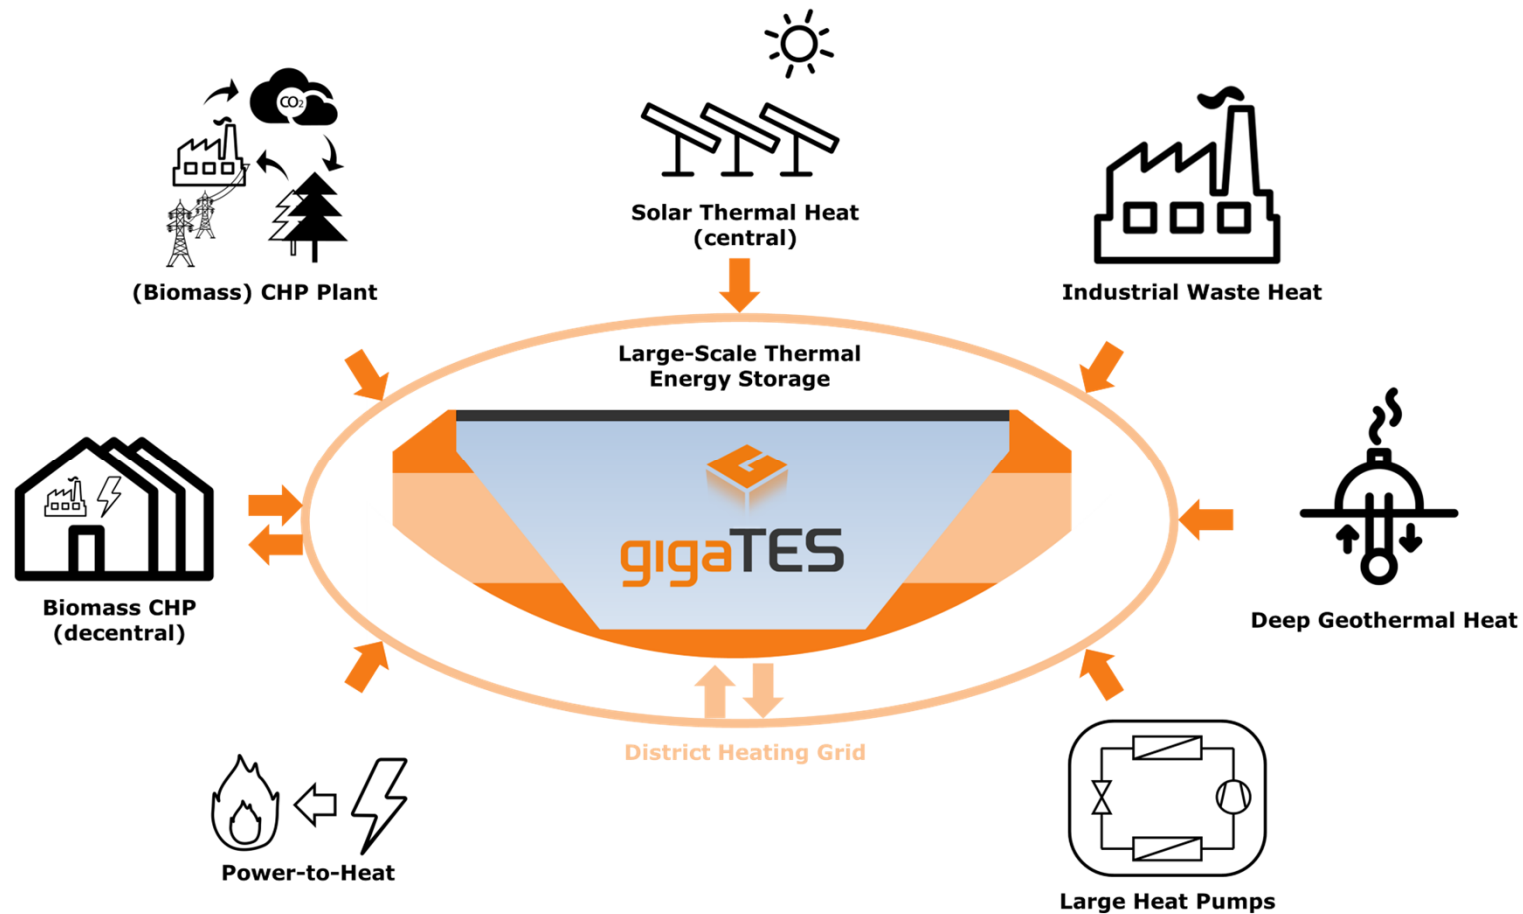 CO₂
Solar Thermal Heat
(central)
(Biomass) CHP Plant
Industrial Waste Heat
Large-Scale Thermal
Energy Storage
gigaTES
Biomass CHP
(decentral)
Deep Geothermal Heat
District Heating Grid
Power-to-Heat
Large Heat Pumps